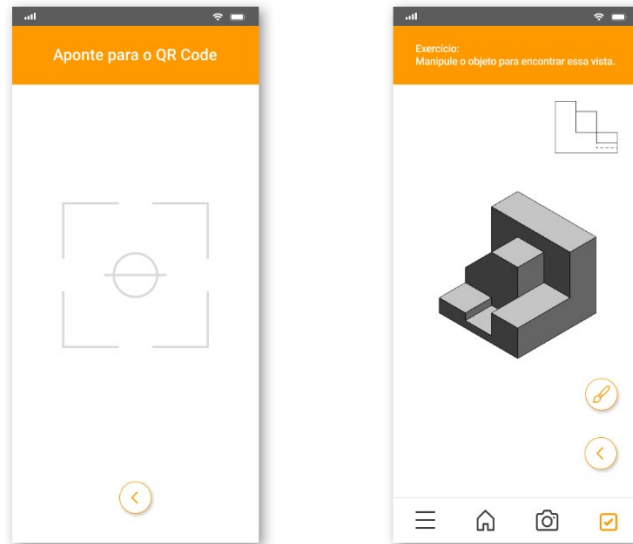 Aponte para o QR Code
Exercício:
Manipule o objeto para encontrar essa vista.